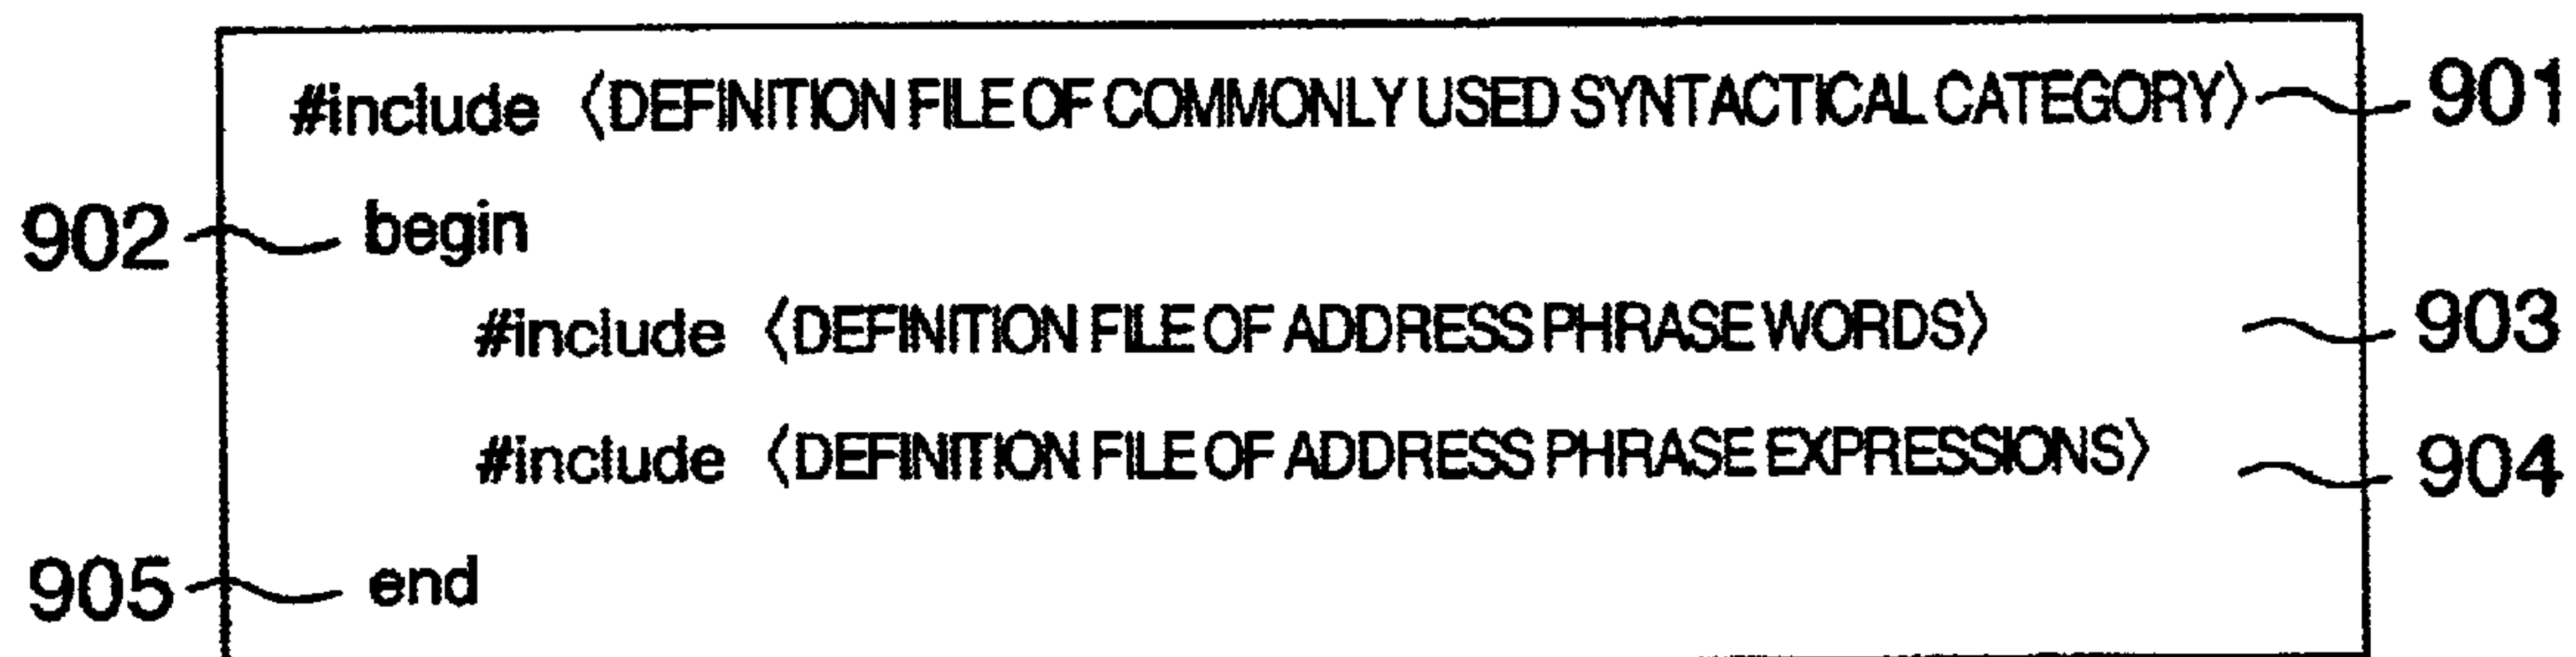 #include 〈DEFINITION FILE OF COMMONLY USED SYNTACTICAL CATEGORY〉 901
902 begin
#include 〈DEFINITION FILE OF ADDRESS PHRASE WORDS〉 903
#include 〈DEFINITION FILE OF ADDRESS PHRASE EXPRESSIONS〉 904
905 end